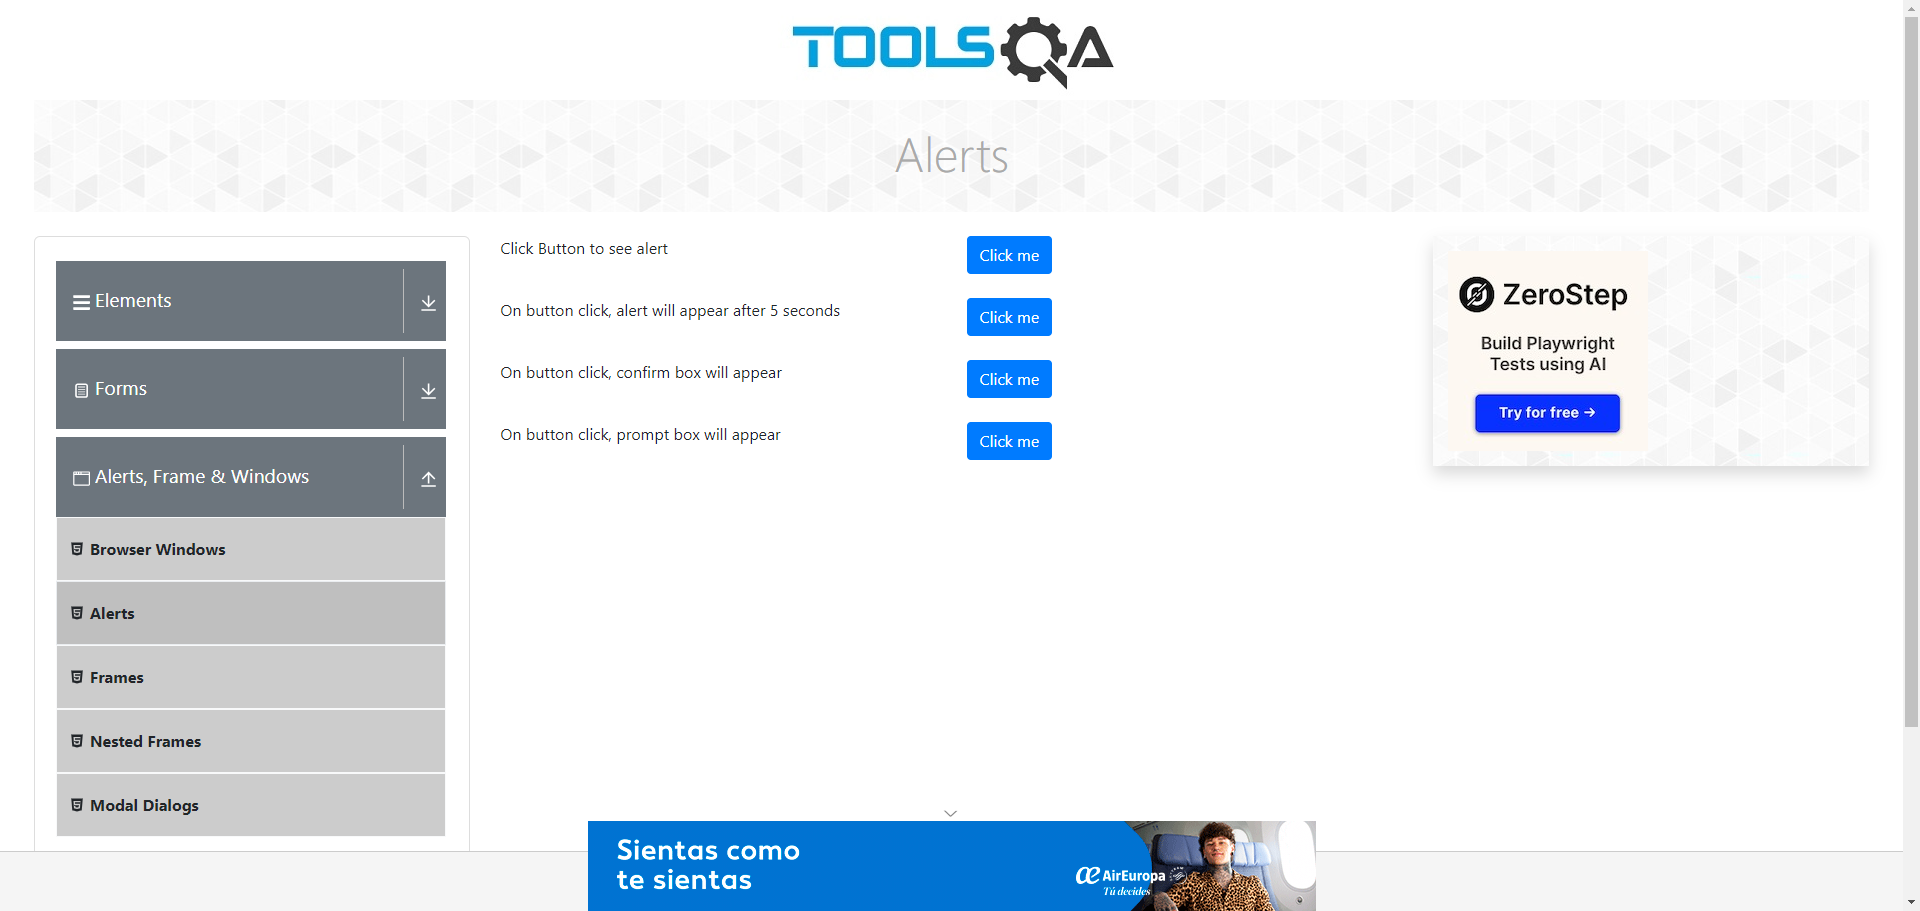 TOOLSQA
Alerts
Elements
Forms
Alerts, Frame & Windows
Browser Windows
Alerts
Frames
Nested Frames
Modal Dialogs
Click Button to see alert
Click me
On button click, alert will appear after 5 seconds
Click me
On button click, confirm box will appear
Click me
On button click, prompt box will appear
Click me
ZeroStep
Build Playwright
Tests using AI
Try for free →
Sientas como
te sientas
AirEuropa
Tú decides